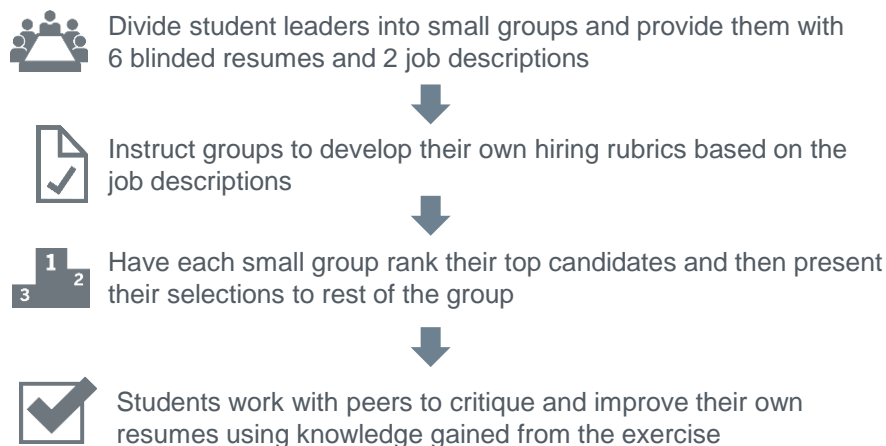 Divide student leaders into small groups and provide them with
6 blinded resumes and 2 job descriptions
Instruct groups to develop their own hiring rubrics based on the
job descriptions
1
2
3
Have each small group rank their top candidates and then present
their selections to rest of the group
Students work with peers to critique and improve their own
resumes using knowledge gained from the exercise